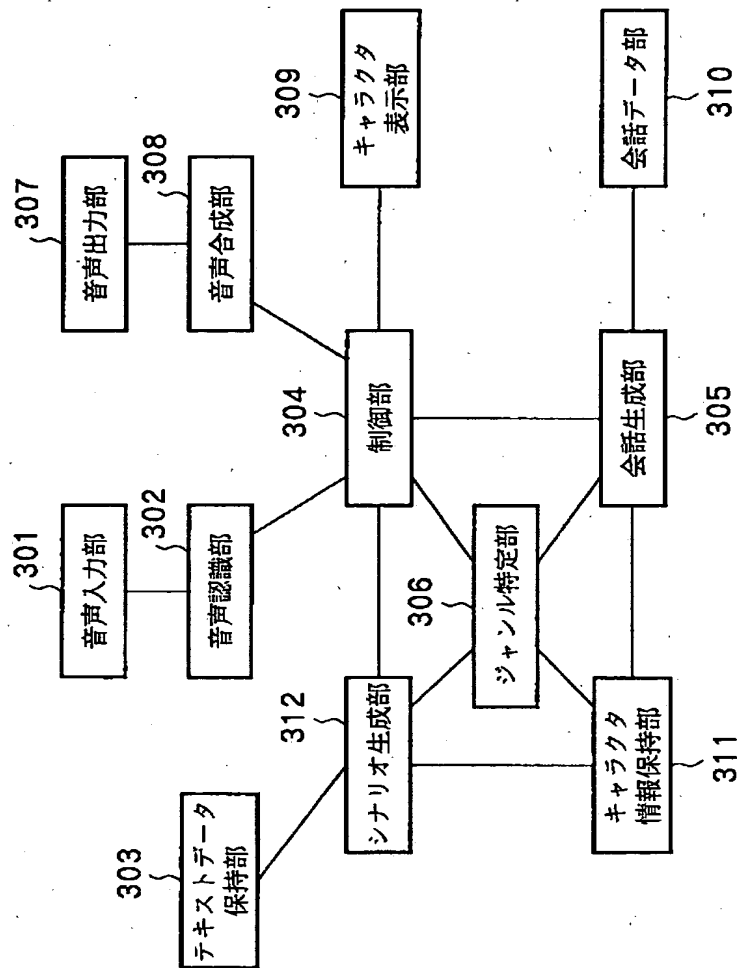 301
音声入力部
302
音声認識部
307
音声出力部
308
音声合成部
303
テキストデータ
保持部
312
シナリオ生成部
304
制御部
309
キャラクタ
表示部
306
ジャンル特定部
キャラクタ
情報保持部
311
会話生成部
305
会話データ部
310